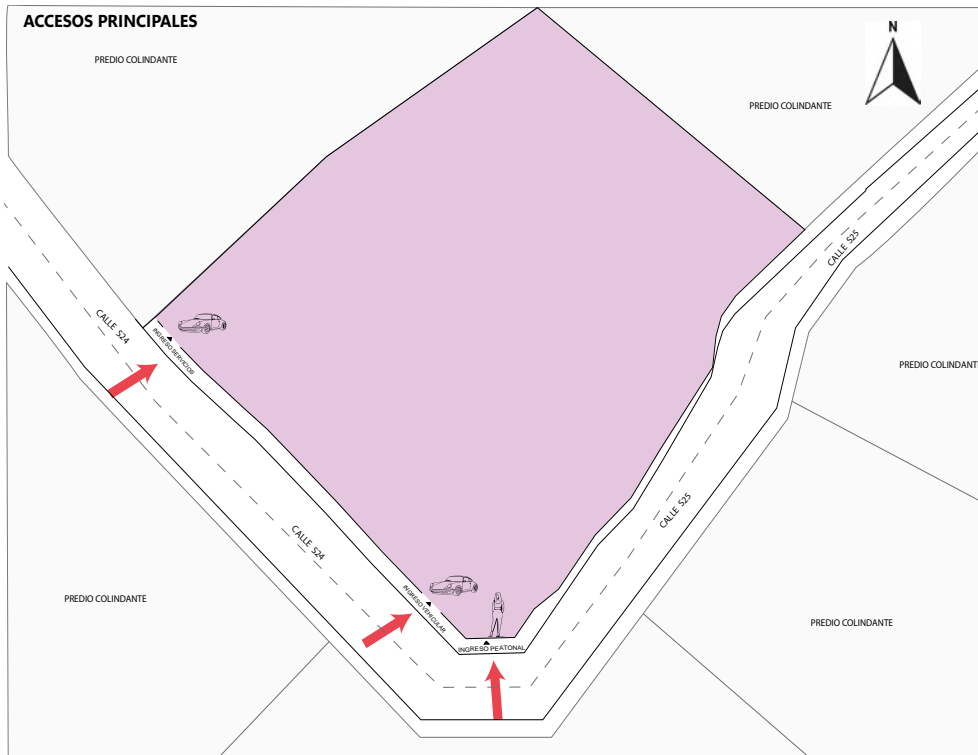 ACCESOS PRINCIPALES
N
PREDIO COLINDANTE
PREDIO COLINDANTE
CALLE S25
CALLE S24
INGRESO SERVICIOS
PREDIO COLINDANTE
CALLE S25
CALLE S24
INGRESO VEHICULAR
PREDIO COLINDANTE
PREDIO COLINDANTE
INGRESO PEATONAL